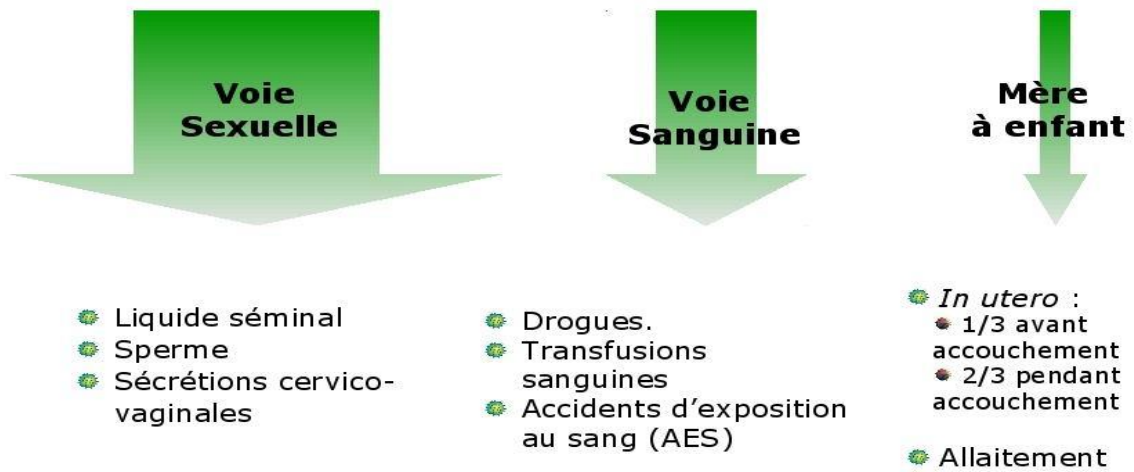 Voie
Sexuelle
Voie
Sanguine
Mère
à enfant
Liquide séminal
Sperme
Sécrétions cervico-
vaginales
Drogues.
Transfusions
sanguines
Accidents d’exposition
au sang (AES)
In utero :
1/3 avant
accouchement
2/3 pendant
accouchement
Allaitement